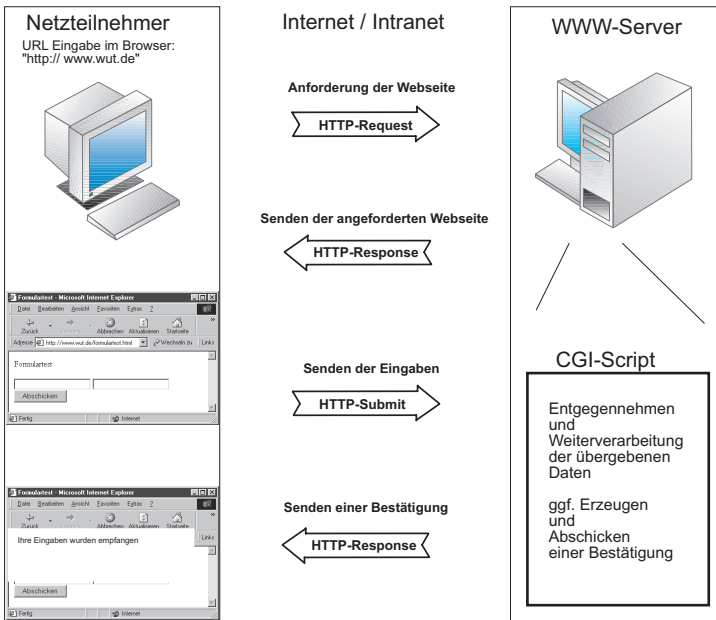 Netzteilnehmer
URL Eingabe im Browser:
"http:// www.wut.de"
Internet / Intranet
WWW-Server
Anforderung der Webseite
HTTP-Request
Senden der angeforderten Webseite
HTTP-Response
Formulartest - Microsoft Internet Explorer
Datei Bearbeiten Ansicht Favoriten Extras ?
Zurück Vorwärts Abbrechen Aktualisieren Startseite
Adresse http://www.wut.de/formulartest.html Wechseln zu Links
Formulartest
Abschicken
Fertig Internet
Senden der Eingaben
HTTP-Submit
CGI-Script
Entgegennehmen
und
Weiterverarbeitung
der übergebenen
Daten
ggf. Erzeugen
und
Abschicken
einer Bestätigung
Formulartest - Microsoft Internet Explorer
Datei Bearbeiten Ansicht Favoriten Extras ?
Zurück Abbrechen Aktualisieren Startseite
Links
Ihre Eingaben wurden empfangen
Abschicken
Fertig Internet
Senden einer Bestätigung
HTTP-Response